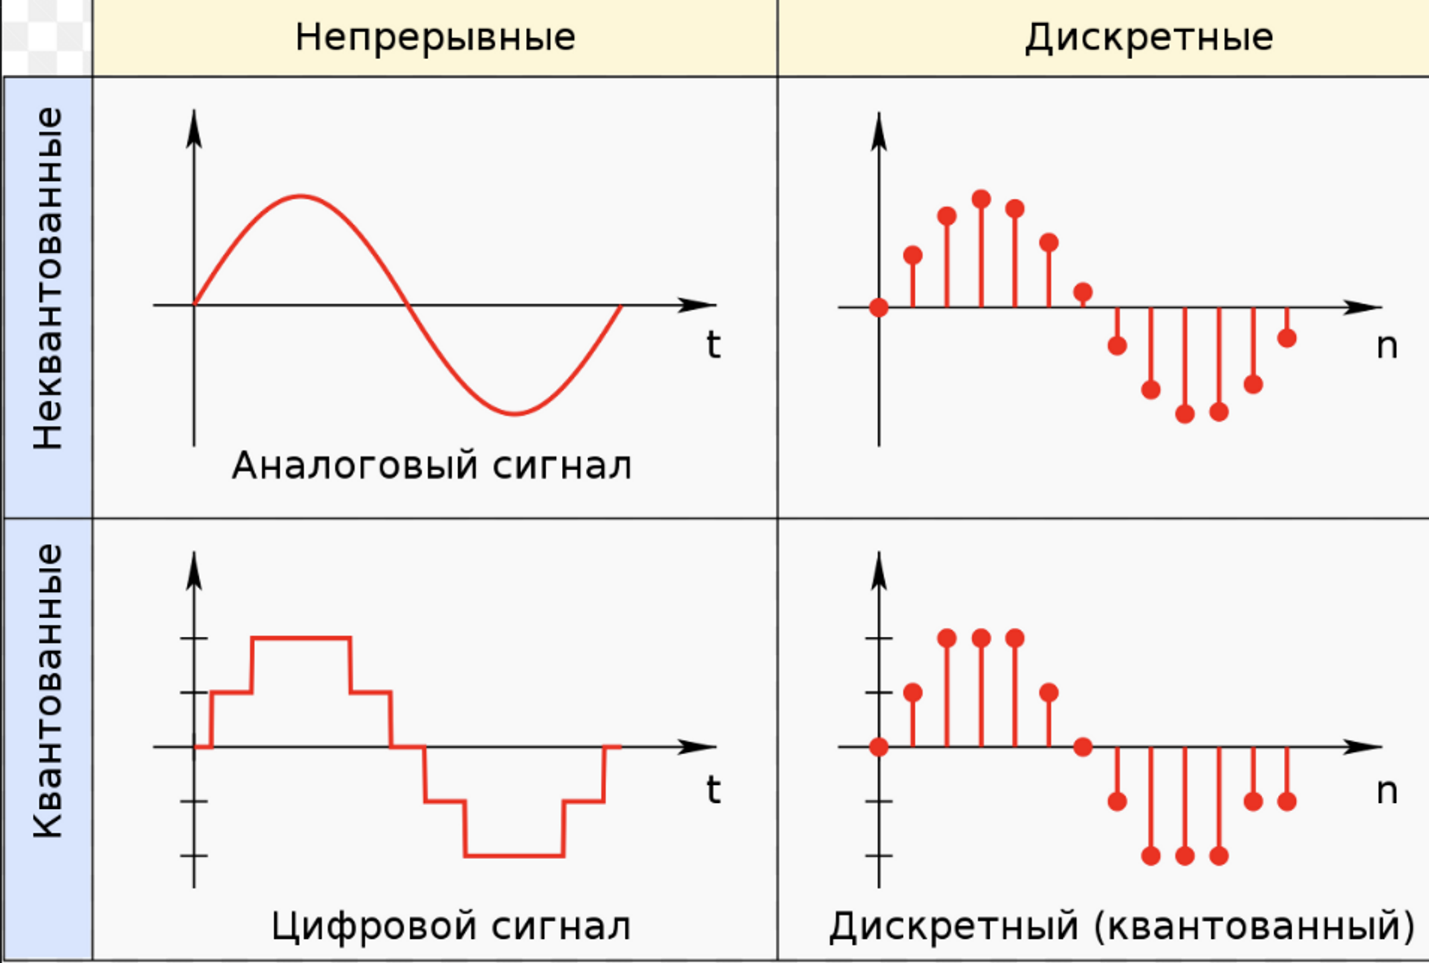 Непрерывные
Дискретные
Неквантованные
t
n
Аналоговый сигнал
Квантованные
t
n
Цифровой сигнал
Дискретный (квантованный)